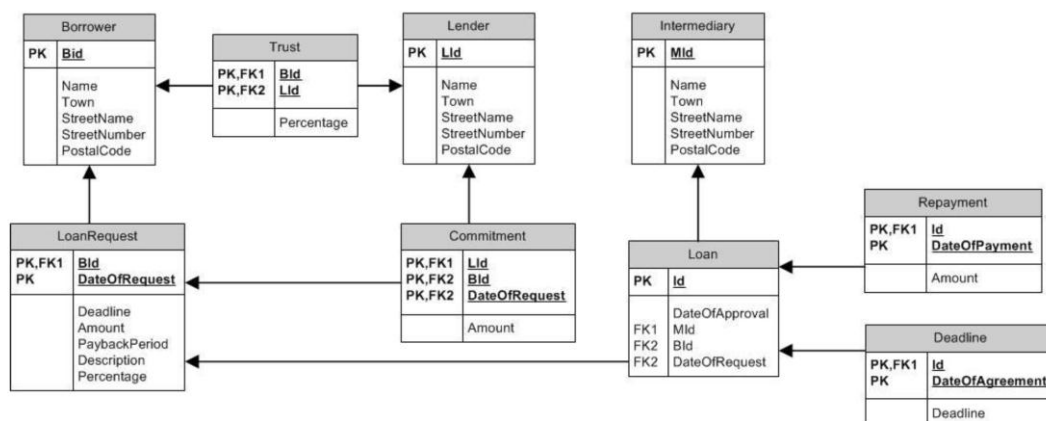 Borrower
PK Bid
Name
Town
StreetName
StreetNumber
PostalCode
Trust
PK,FK1 BId
PK,FK2 LId
Percentage
Lender
PK LId
Name
Town
StreetName
StreetNumber
PostalCode
Intermediary
PK MId
Name
Town
StreetName
StreetNumber
PostalCode
LoanRequest
PK,FK1 BId
PK DateOfRequest
Deadline
Amount
PaybackPeriod
Description
Percentage
Commitment
PK,FK1 LId
PK,FK2 BId
PK,FK2 DateOfRequest
Amount
Loan
PK Id
DateOfApproval
FK1 MId
FK2 BId
FK2 DateOfRequest
Repayment
PK,FK1 Id
PK DateOfPayment
Amount
Deadline
PK,FK1 Id
PK DateOfAgreement
Deadline